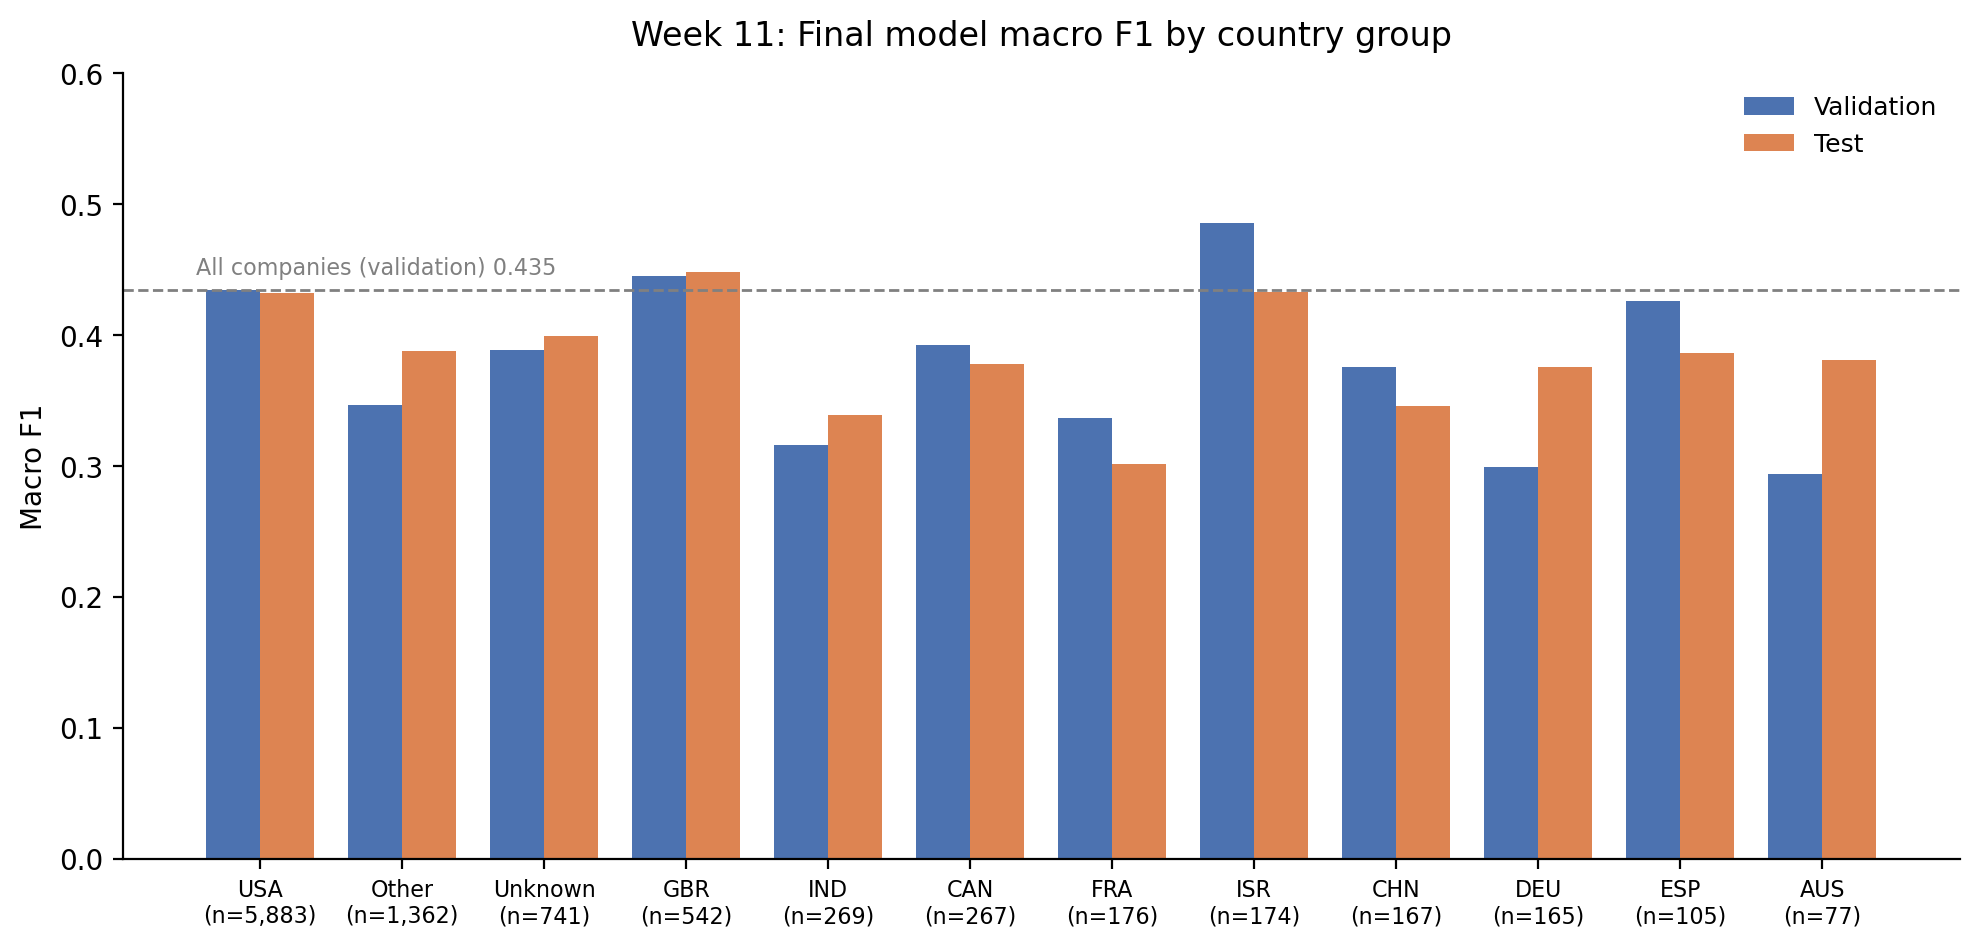 Week 11: Final model macro F1 by country group
Validation
Test
All companies (validation) 0.435
Macro F1
0.6
0.5
0.4
0.3
0.2
0.1
0.0
USA
(n=5,883)
Other
(n=1,362)
Unknown
(n=741)
GBR
(n=542)
IND
(n=269)
CAN
(n=267)
FRA
(n=176)
ISR
(n=174)
CHN
(n=167)
DEU
(n=165)
ESP
(n=105)
AUS
(n=77)